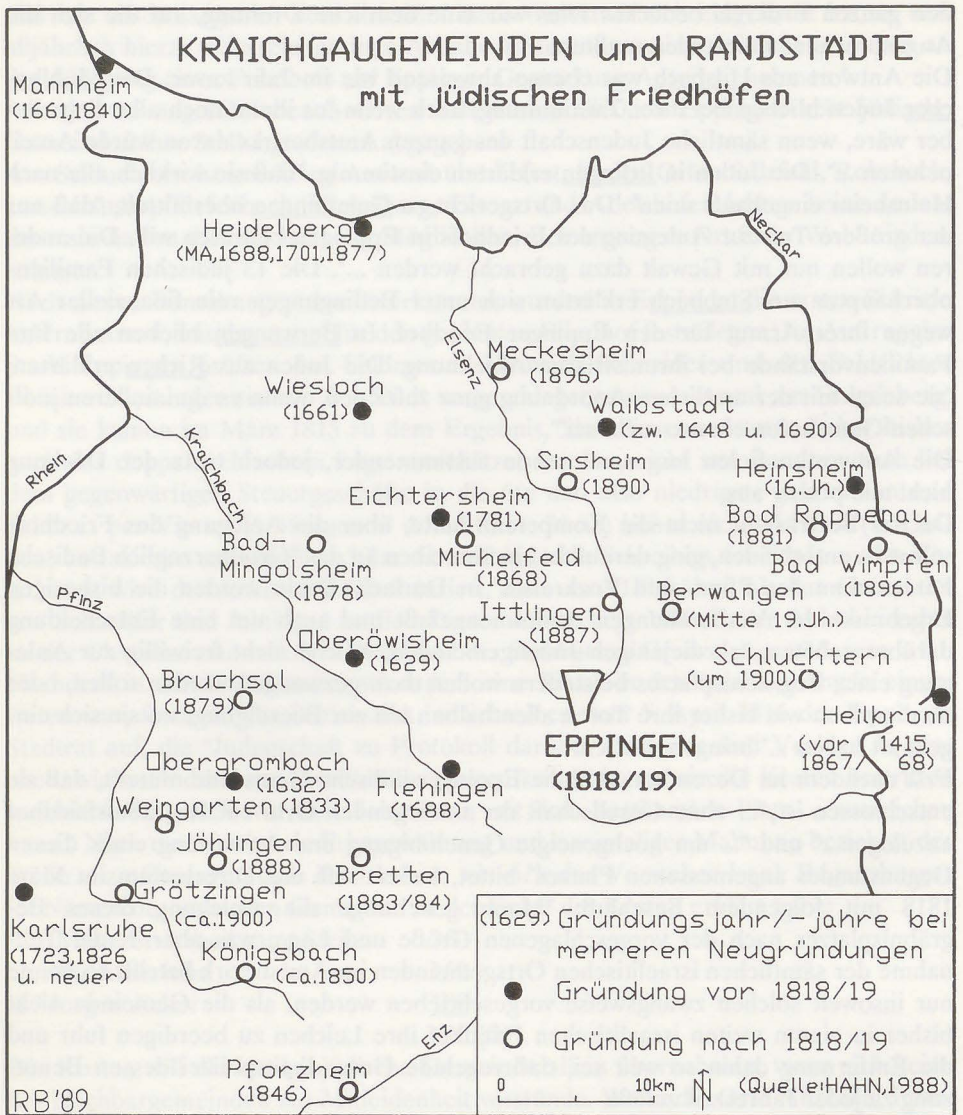 KRAICHGAUGEMEINDEN und RANDSTÄDTE
mit jüdischen Friedhöfen
Mannheim
(1661,1840)
Neckar
Heidelberg
(MA,1688,1701,1877)
Elsenz
Meckesheim
(1896)
Wiesloch
(1661)
Waibstadt
(zw. 1648 u. 1690)
Rhein
Kraichbach
Sinsheim
(1890)
Heinsheim
(16.Jh.)
Eichtersheim
(1781)
Bad Rappenau
(1881)
Bad-
Mingolsheim
(1878)
Michelfeld
(1868)
Bad Wimpfen
(1896)
Pfinz
Ittlingen
(1887)
Berwangen
(Mitte 19.Jh.)
Oberöwisheim
(1629)
Schluchtern
(um 1900)
Bruchsal
(1879)
Heilbronn
(vor 1415,
1867/68)
EPPINGEN
(1818/19)
Obergrombach
(1632)
Flehingen
(1688)
Weingarten (1833)
Jöhlingen
(1888)
Bretten
(1883/84)
Grötzingen
(ca.1900)
Karlsruhe
(1723,1826
u. neuer)
Königsbach
(ca.1850)
Enz
Pforzheim
(1846)
(1629) Gründungsjahr/-jahre bei
mehreren Neugründungen
Gründung vor 1818/19
Gründung nach 1818/19
0 10km N (Quelle:HAHN,1988)
RB'89